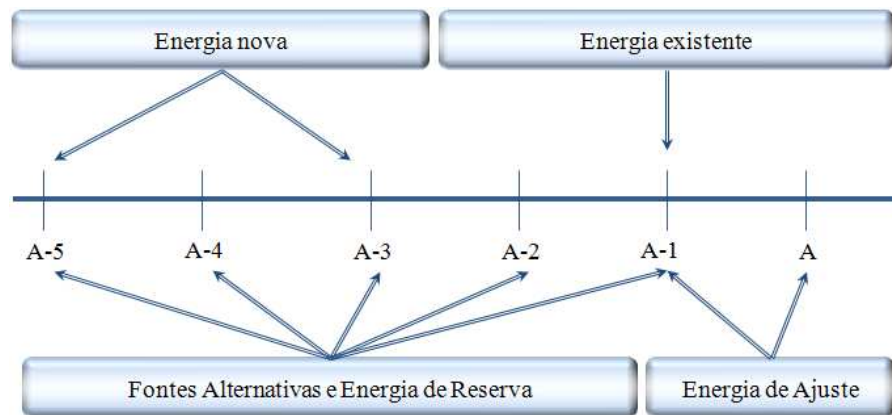 Energia nova
Energia existente
A-5 A-4 A-3 A-2 A-1 A
Fontes Alternativas e Energia de Reserva
Energia de Ajuste